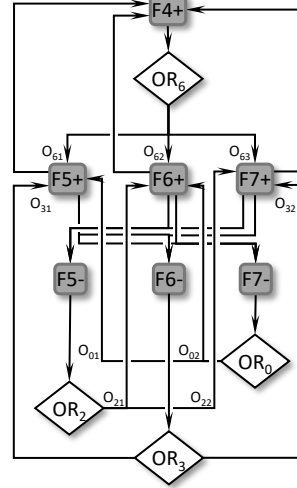 F4+
OR6
O61 O62 O63
F5+ F6+ F7+
O31 O32
F5- F6- F7-
O01 O02 OR0
OR2 O21 O22
OR3